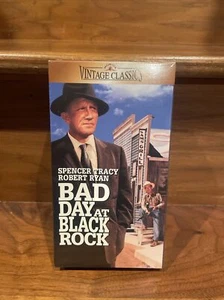 VINTAGE CLASSICS
SPENCER TRACY
ROBERT RYAN
BAD
DAY AT
BLACK
ROCK